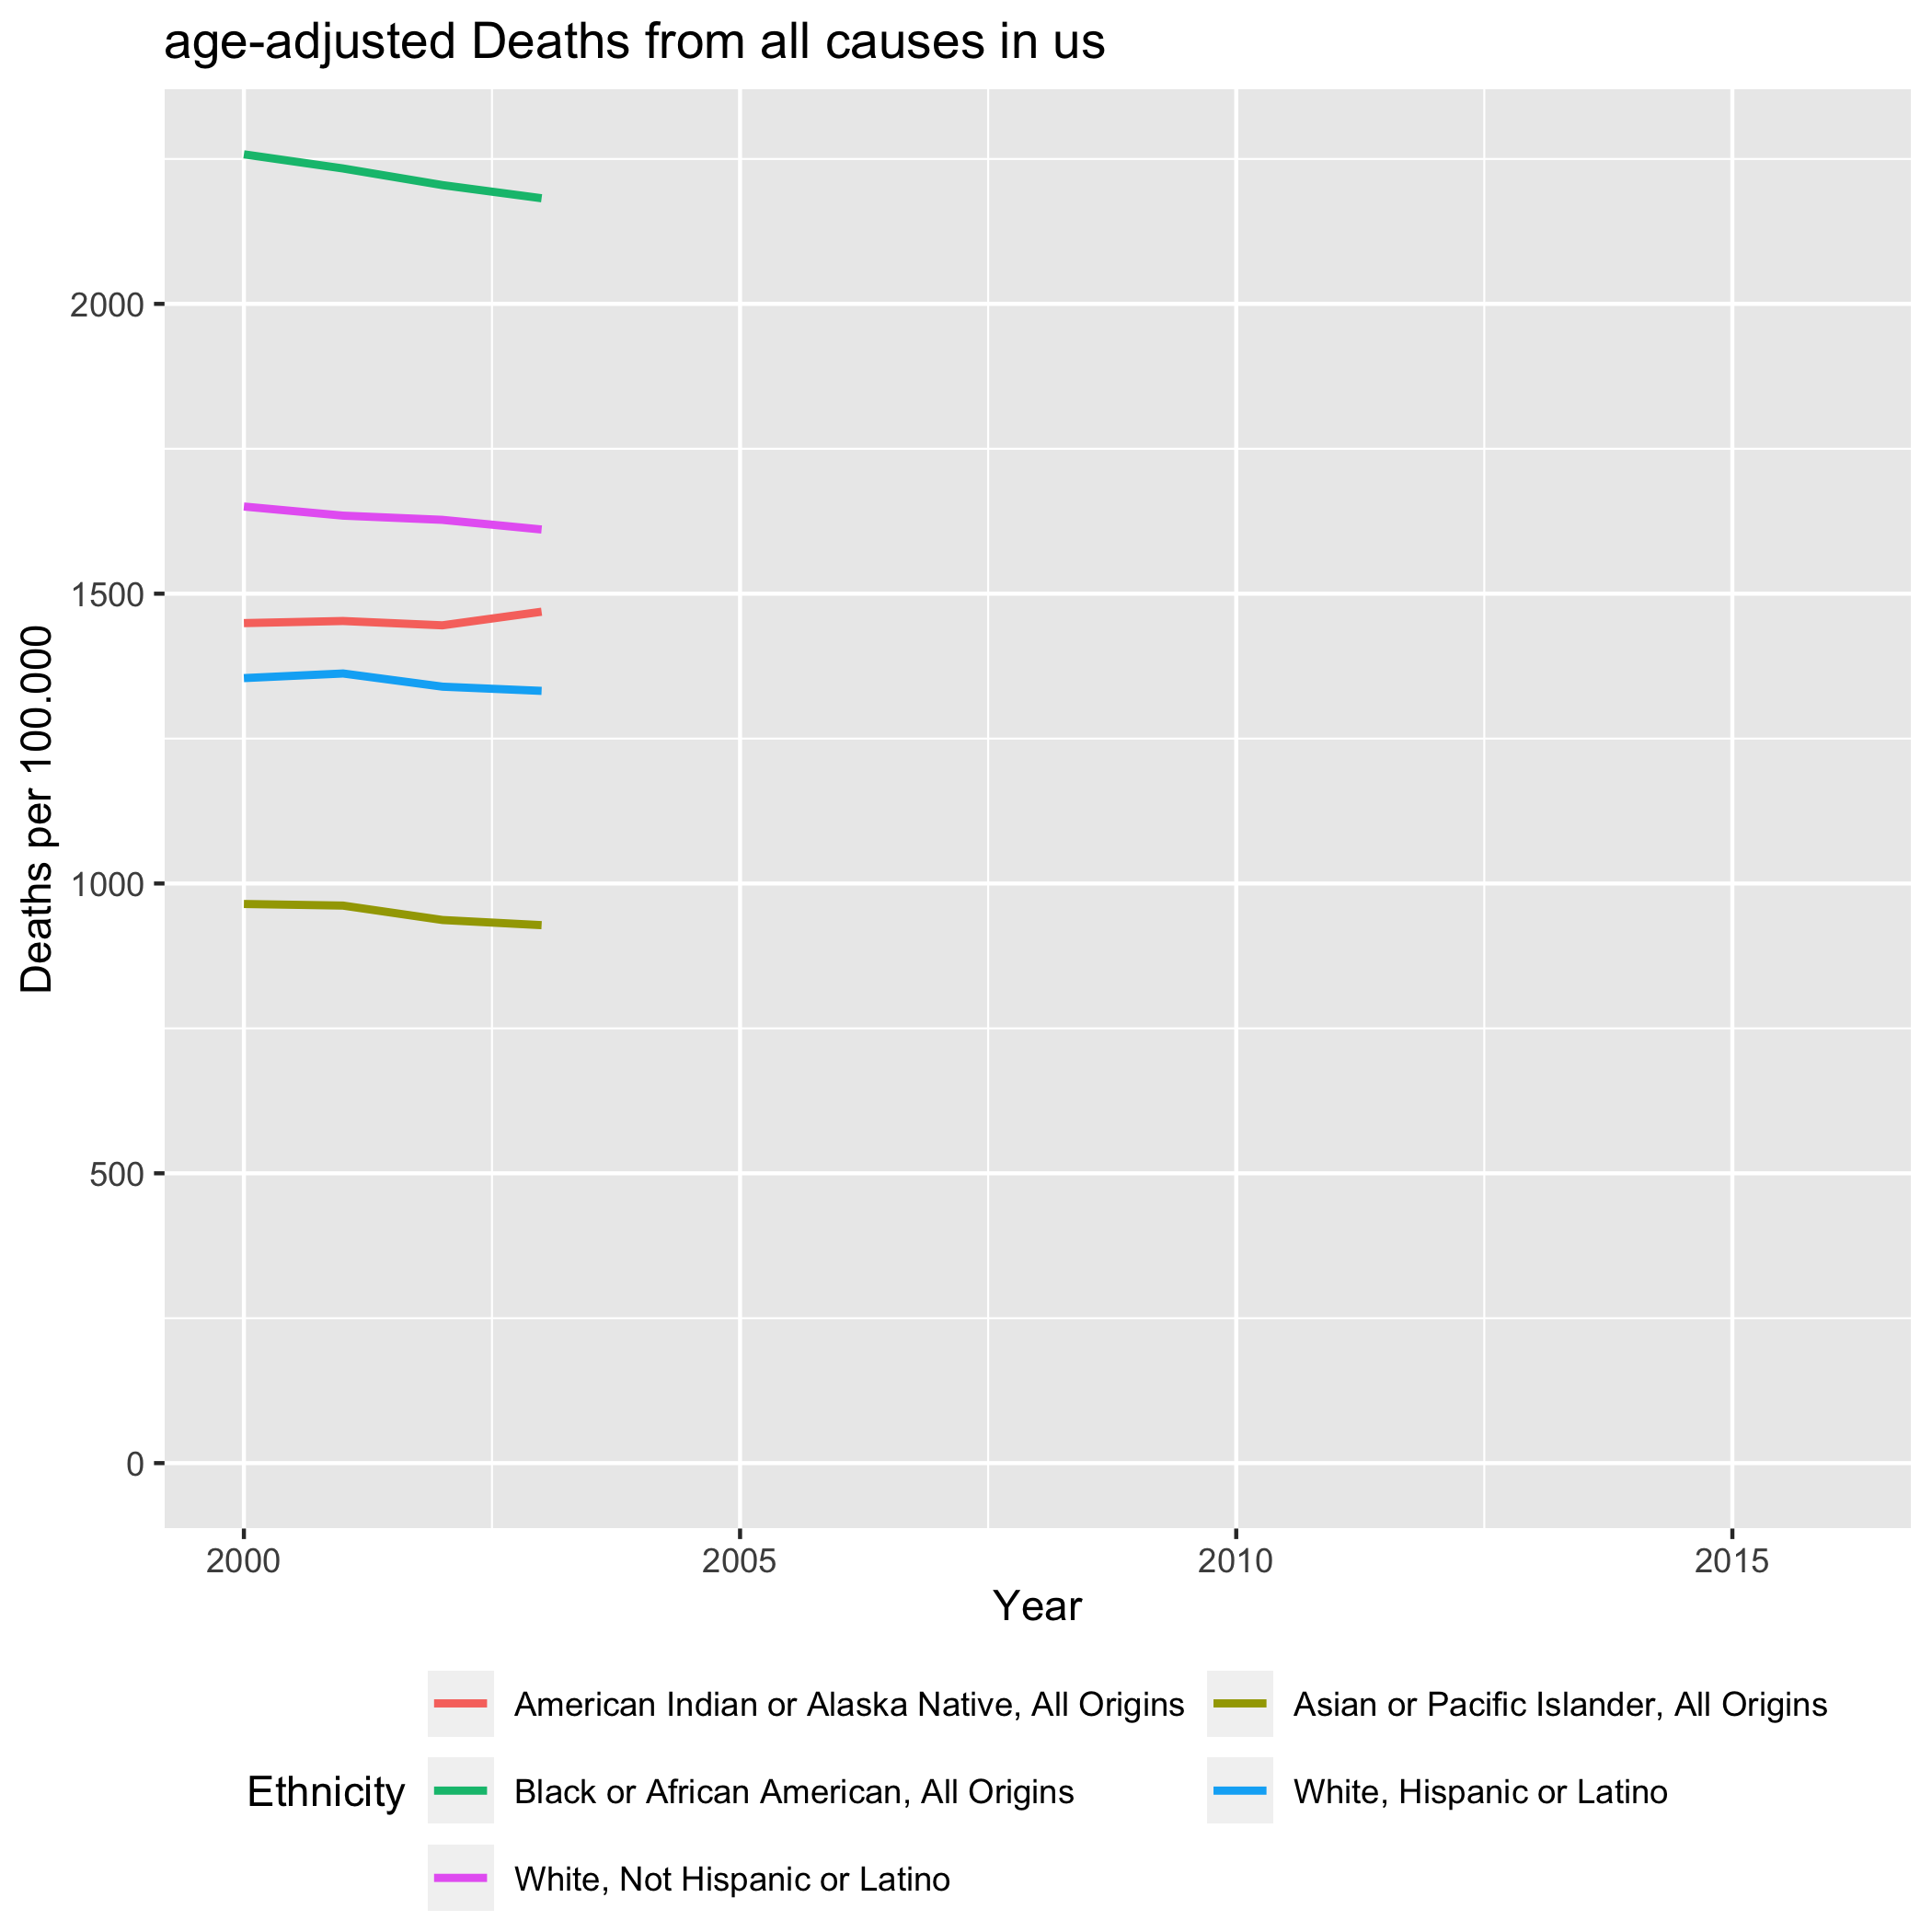 age-adjusted Deaths from all causes in us
Deaths per 100.000
2000
1500
1000
500
0
2000 2005 2010 2015
Year
Ethnicity
American Indian or Alaska Native, All Origins
Asian or Pacific Islander, All Origins
Black or African American, All Origins
White, Hispanic or Latino
White, Not Hispanic or Latino